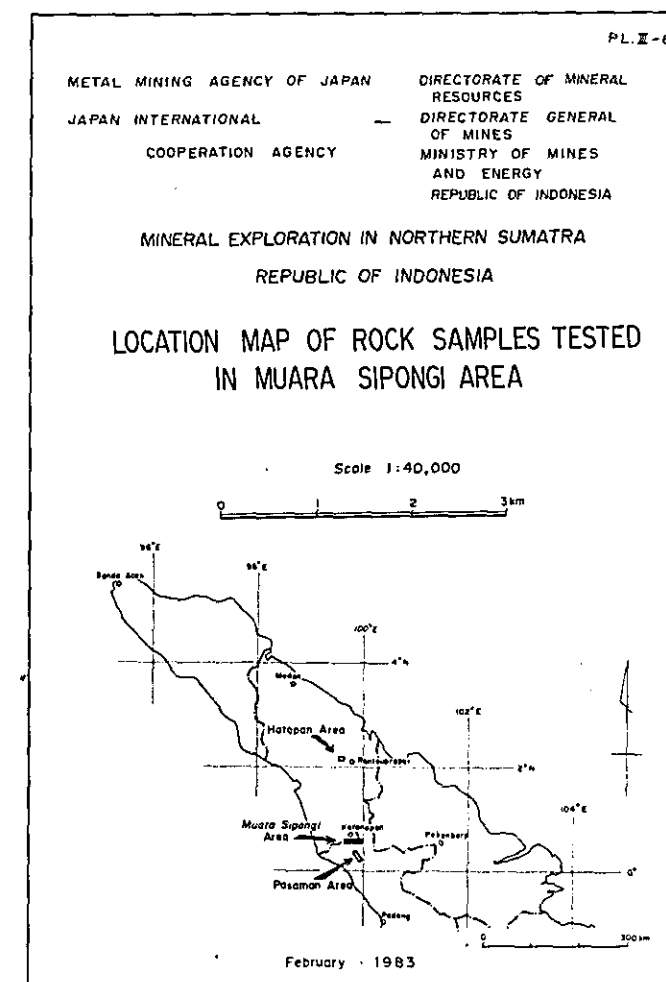 PL.Ⅲ-6
METAL MINING AGENCY OF JAPAN
JAPAN INTERNATIONAL —
COOPERATION AGENCY
DIRECTORATE OF MINERAL
RESOURCES
DIRECTORATE GENERAL
OF MINES
MINISTRY OF MINES
AND ENERGY
REPUBLIC OF INDONESIA
MINERAL EXPLORATION IN NORTHERN SUMATRA
REPUBLIC OF INDONESIA
LOCATION MAP OF ROCK SAMPLES TESTED
IN MUARA SIPONGI AREA
Scale 1:40,000
0 1 2 3km
96°E
Banda Aceh
98°E
100°E
4°N
Medan
102°E
Hatapan Area
2°N
104°E
Muara Sipongi
Area
Kotanopan
Pekanbaru
0°
Pasaman Area
Padang
0 300km
February 1983